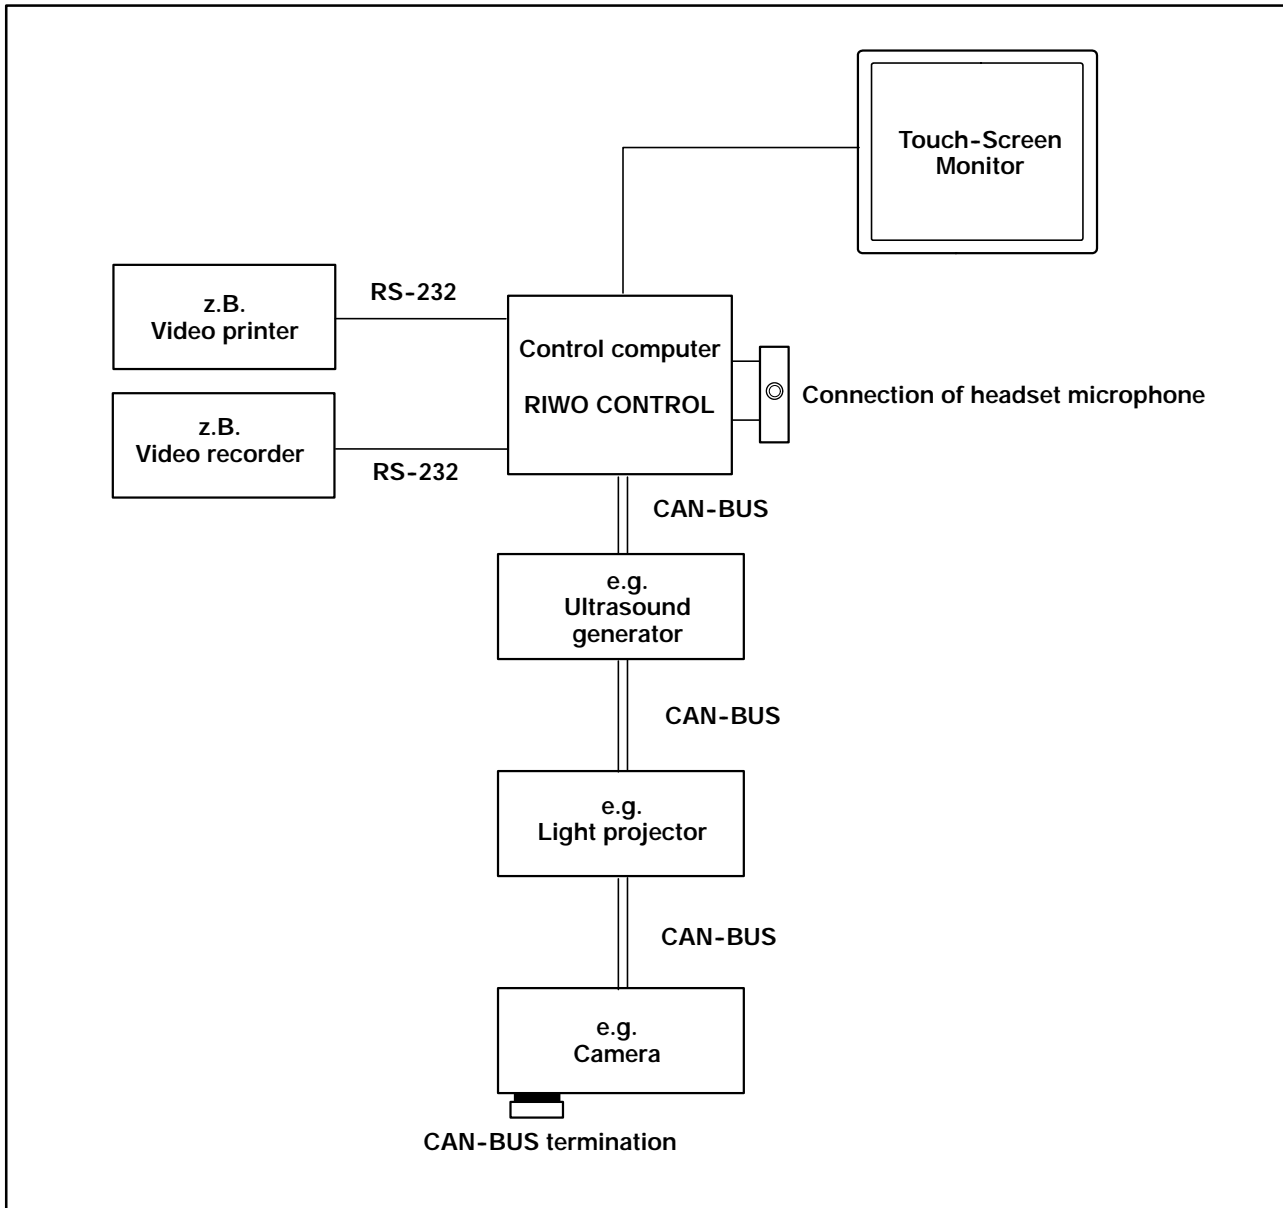 Touch-Screen
Monitor
z.B.
Video printer
RS-232
Control computer
RIWO CONTROL
Connection of headset microphone
z.B.
Video recorder
RS-232
CAN-BUS
e.g.
Ultrasound
generator
CAN-BUS
e.g.
Light projector
CAN-BUS
e.g.
Camera
CAN-BUS termination